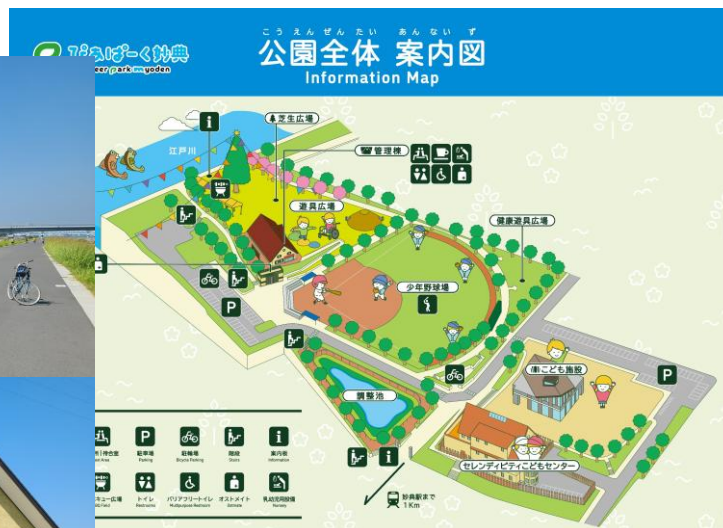 ぴあぱーく妙典
こうえんぜんたい あんないず
公園全体 案内図
Information Map
江戸川
芝生広場
管理棟
遊具広場
健康遊具広場
少年野球場
P
P
調整池
(仮)こども施設
セレンディピティこどもセンター
妙典駅まで
1Km
P
駐車場
Parking
駐輪場
Bicycle Parking
階段
Stairs
案内板
Information
トイレ
Restrooms
バリアフリートイレ
Multipurpose Restroom
オストメイト
Ostmate
乳幼児用設備
Nursery